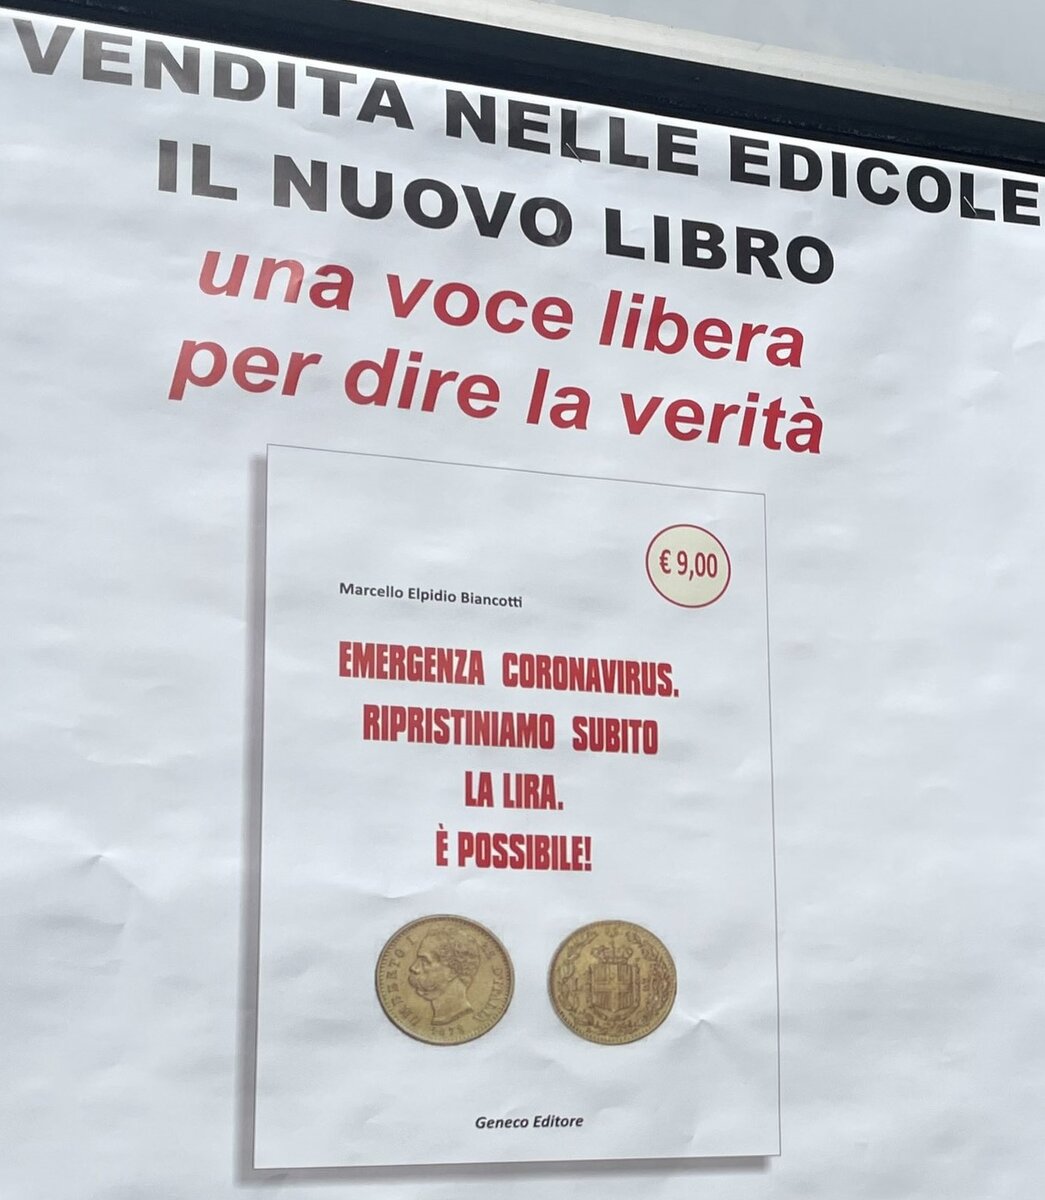 VENDITA NELLE EDICOLE
IL NUOVO LIBRO
una voce libera
per dire la verità
€ 9,00
Marcello Elpidio Biancotti
EMERGENZA CORONAVIRUS.
RIPRISTINIAMO SUBITO
LA LIRA.
È POSSIBILE!
UMBERTO I
Geneco Editore